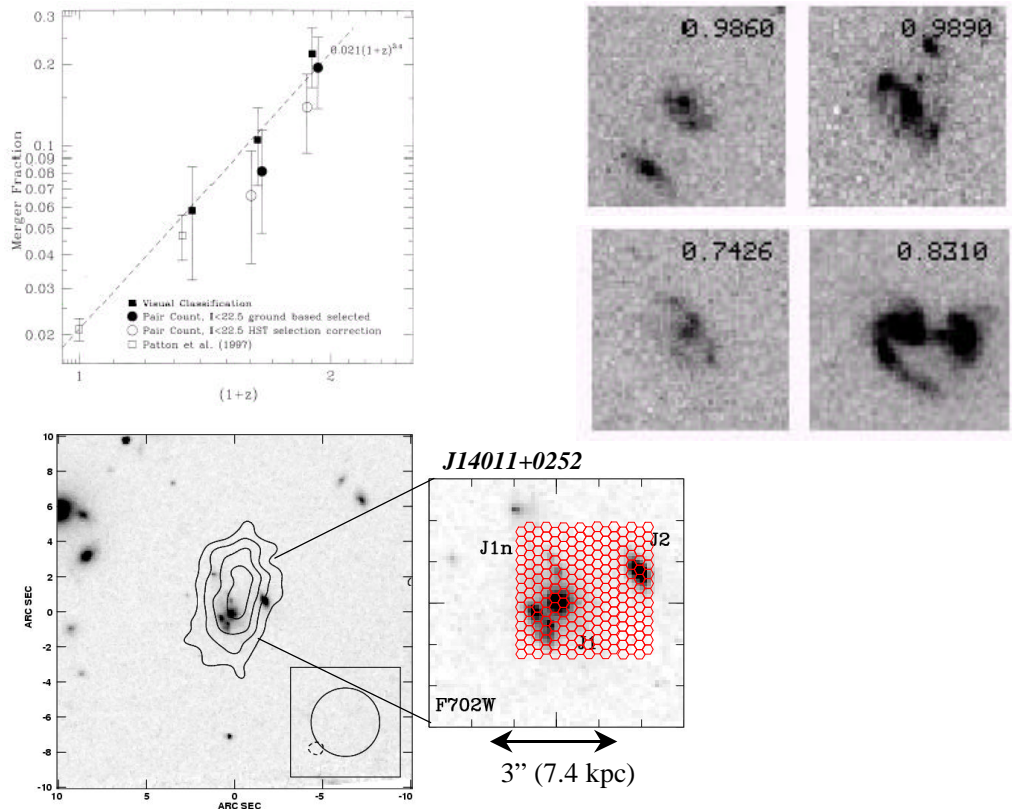 0.3
0.2
0.1
0.09
0.08
0.07
0.06
0.05
0.04
0.03
0.02
Merger Fraction
0.021(1+z)^3.4
■ Visual Classification
● Pair Count, I<22.5 ground based selected
○ Pair Count, I<22.5 HST selection correction
□ Patton et al. (1997)
1
2
(1+z)
0.9860
0.9890
0.7426
0.8310
10
8
6
4
2
0
-2
-4
-6
-8
-10
ARC SEC
10
5
0
-5
-10
ARC SEC
J14011+0252
J1n
J2
J1
F702W
3” (7.4 kpc)